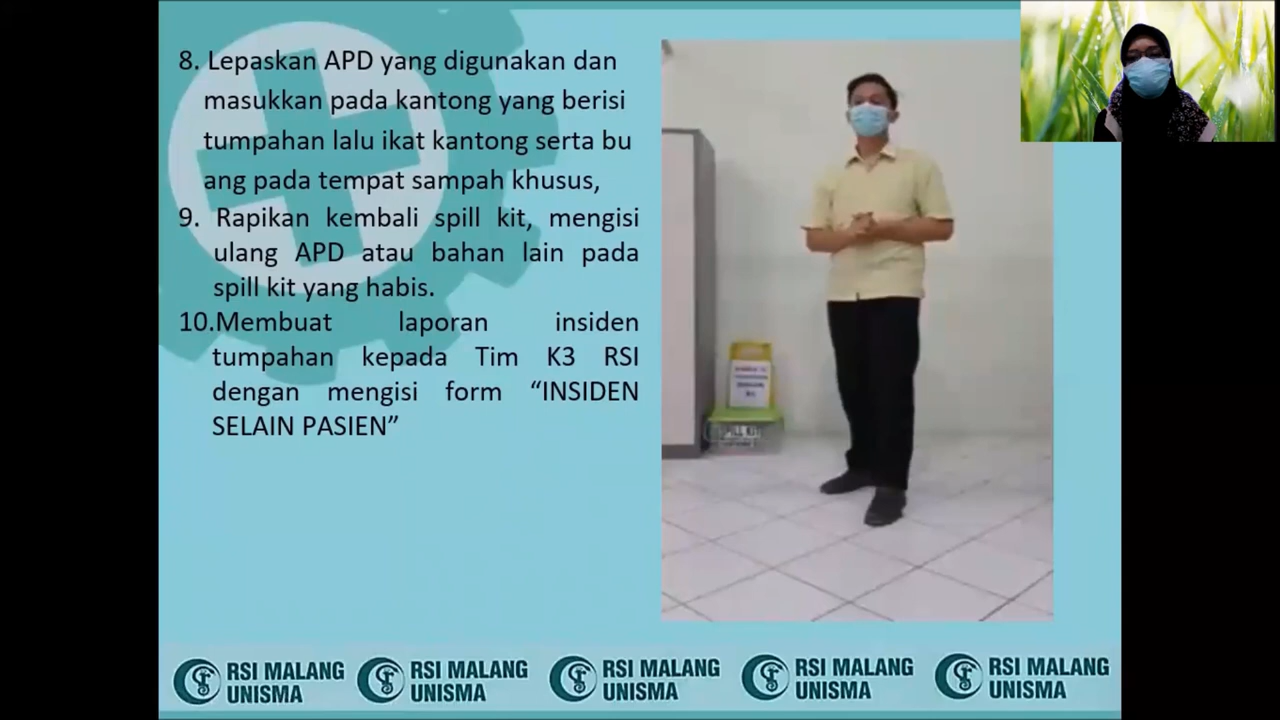 8. Lepaskan APD yang digunakan dan
masukkan pada kantong yang berisi
tumpahan lalu ikat kantong serta bu
ang pada tempat sampah khusus,
9. Rapikan kembali spill kit, mengisi
ulang APD atau bahan lain pada
spill kit yang habis.
10.Membuat laporan insiden
tumpahan kepada Tim K3 RSI
dengan mengisi form “INSIDEN
SELAIN PASIEN”
SPILL KIT
RSI MALANG
UNISMA
RSI MALANG
UNISMA
RSI MALANG
UNISMA
RSI MALANG
UNISMA
RSI MALANG
UNISMA